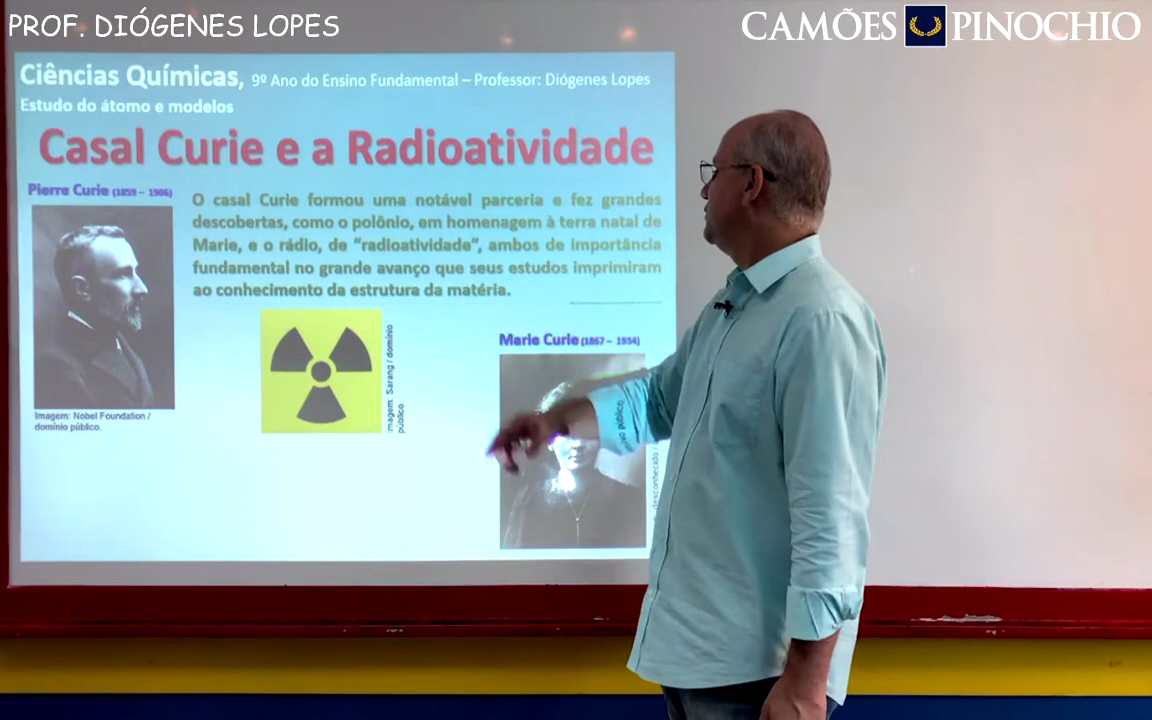 PROF. DIÓGENES LOPES
CAMÕES PINOCHIO
Ciências Químicas, 9º Ano do Ensino Fundamental – Professor: Diógenes Lopes
Estudo do átomo e modelos
Casal Curie e a Radioatividade
Pierre Curie (1859 – 1906)
O casal Curie formou uma notável parceria e fez grandes
descobertas, como o polônio, em homenagem à terra natal de
Marie, e o rádio, de “radioatividade”, ambos de importância
fundamental no grande avanço que seus estudos imprimiram
ao conhecimento da estrutura da matéria.
Imagem: Nobel Foundation /
domínio público.
Imagem Sarang / domínio
público.
Marie Curie (1867 – 1934)
desconhecido /
público.